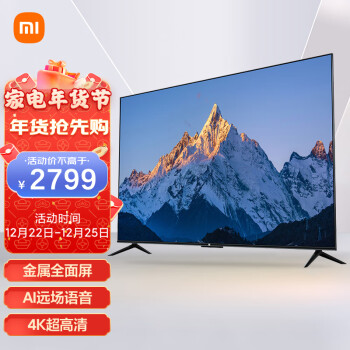 mi
家电年货节
年货抢先购
活动价不高于
¥2799
活动时间
12月22日-12月25日
金属全面屏
AI远场语音
4K超高清